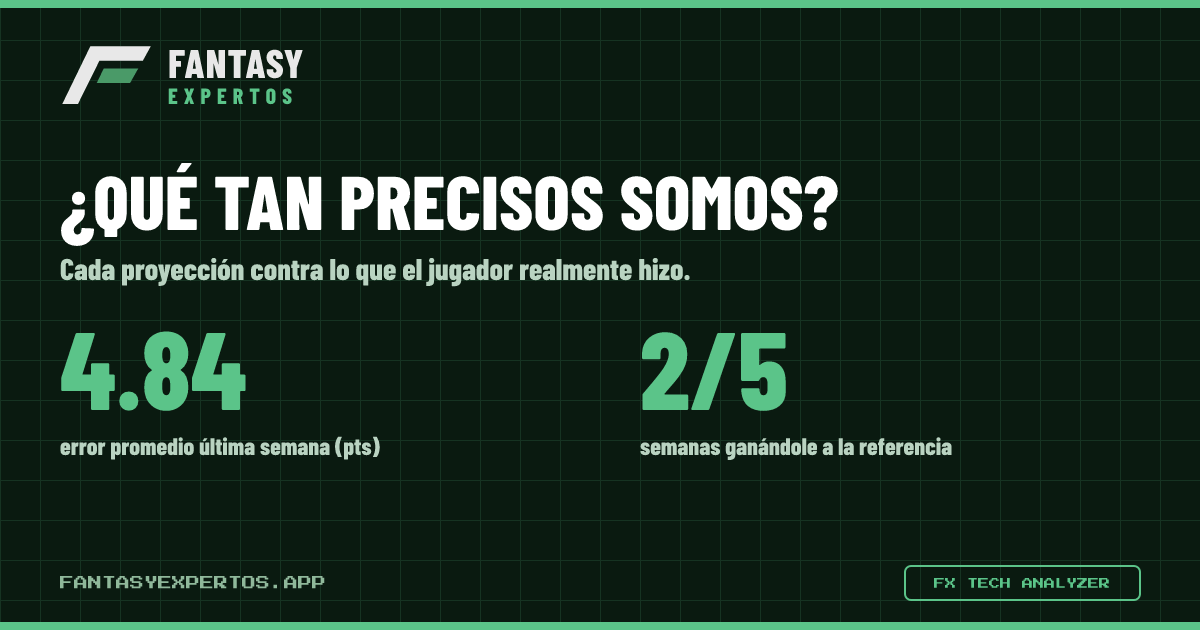 FANTASY
EXPERTOS
¿QUÉ TAN PRECISOS SOMOS?
Cada proyección contra lo que el jugador realmente hizo.
4.84
error promedio última semana (pts)
2/5
semanas ganándole a la referencia
FANTASYEXPERTOS.APP
FX TECH ANALYZER